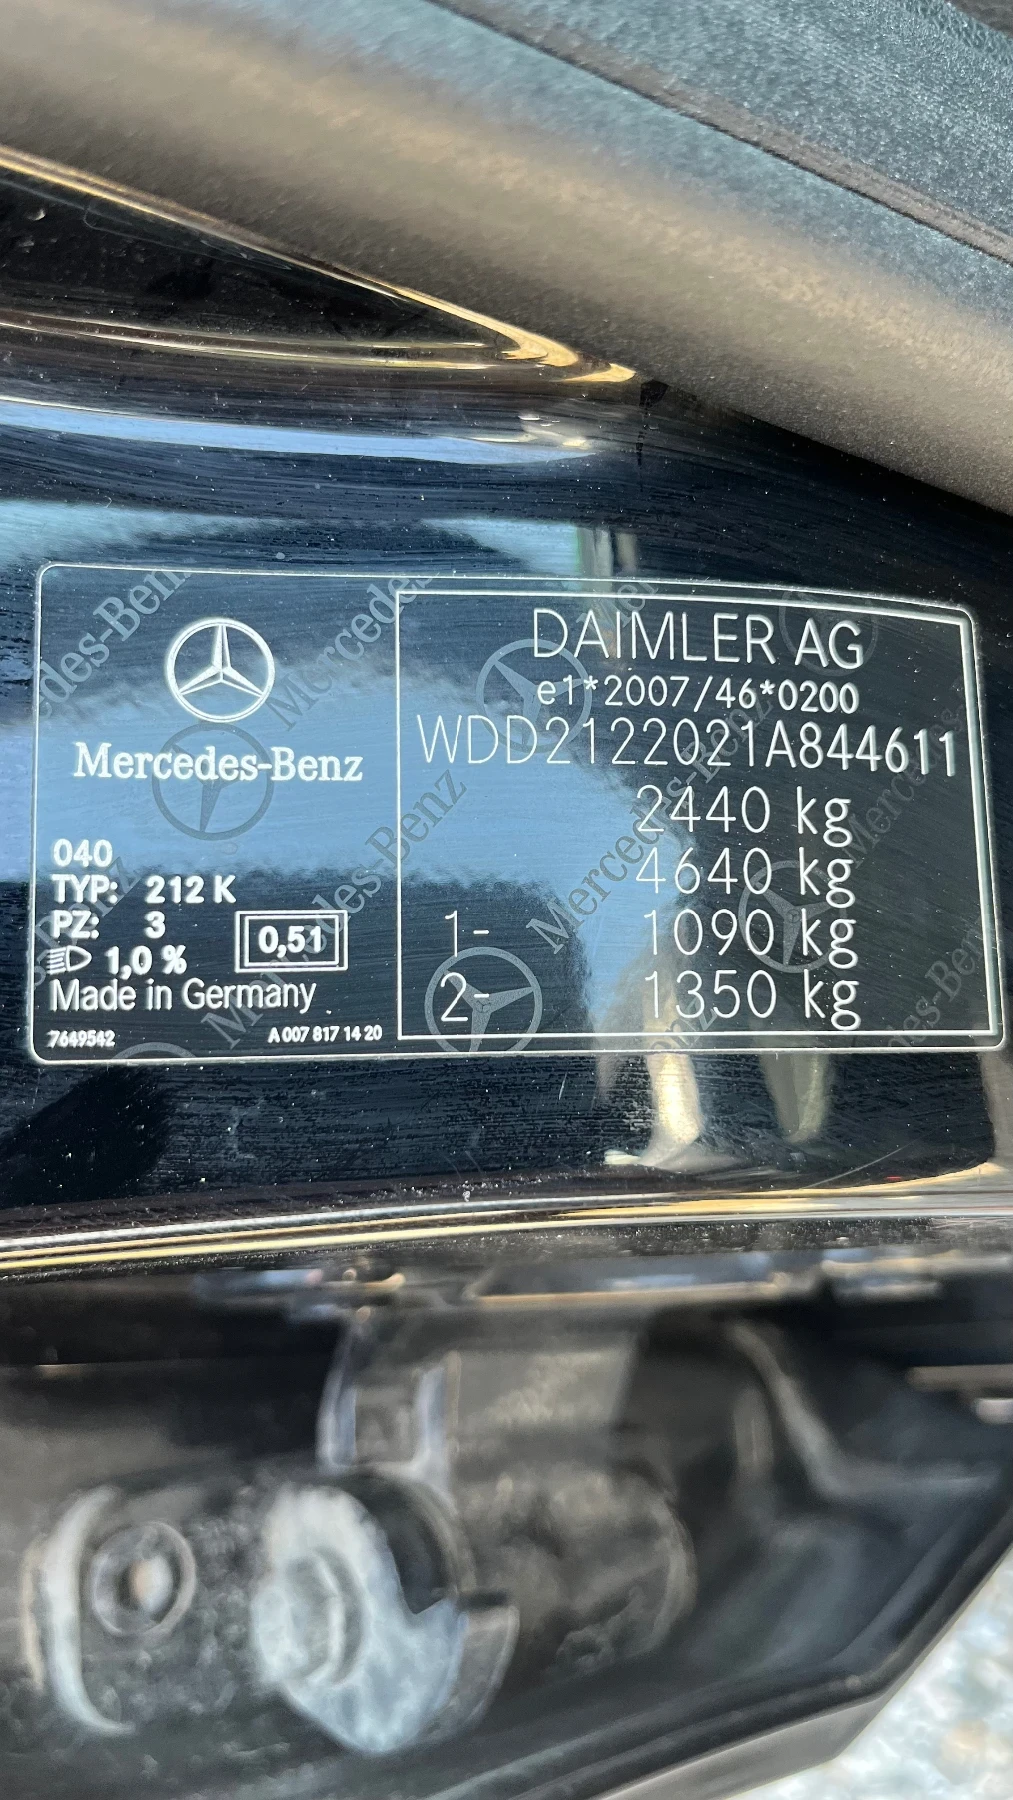 Mercedes-Benz
040
TYP: 212 K
PZ: 3
1,0 %
0,51
Made in Germany
7649542
A 007 817 14 20
DAIMLER AG
e1*2007/46*0200
WDD2122021A844611
2440 kg
4640 kg
1- 1090 kg
2- 1350 kg